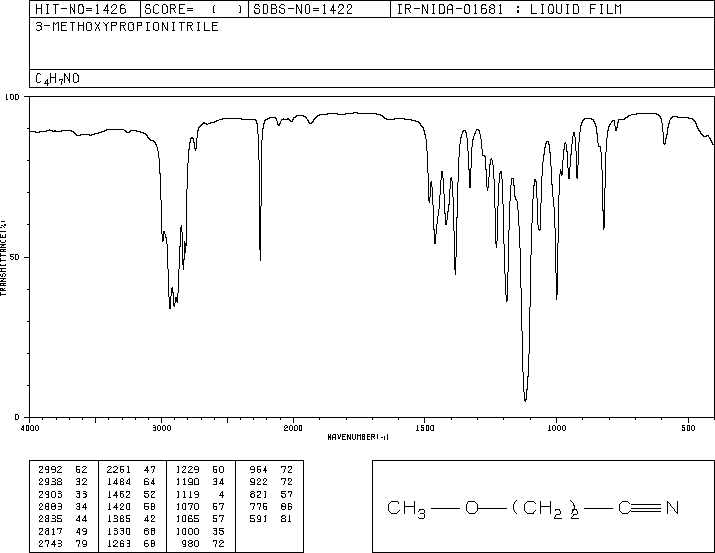 HIT-NO=1426 SCORE= ( ) SDBS-NO=1422 IR-NIDA-01681 : LIQUID FILM
3-METHOXYPROPIONITRILE
C4H7NO
100
50
0
TRANSMITTANCE(%)
4000 3000 2000 1500 1000 500
WAVENUMBER(-1)
2992 62 2251 47 1229 50 954 72
2938 32 1484 64 1190 34 922 72
2903 33 1462 52 1119 4 821 57
2889 34 1420 58 1070 67 776 86
2835 44 1385 42 1065 57 591 81
2817 49 1330 68 1000 35
2743 79 1263 68 980 72
CH3 — O — (CH2)2 — C≡N